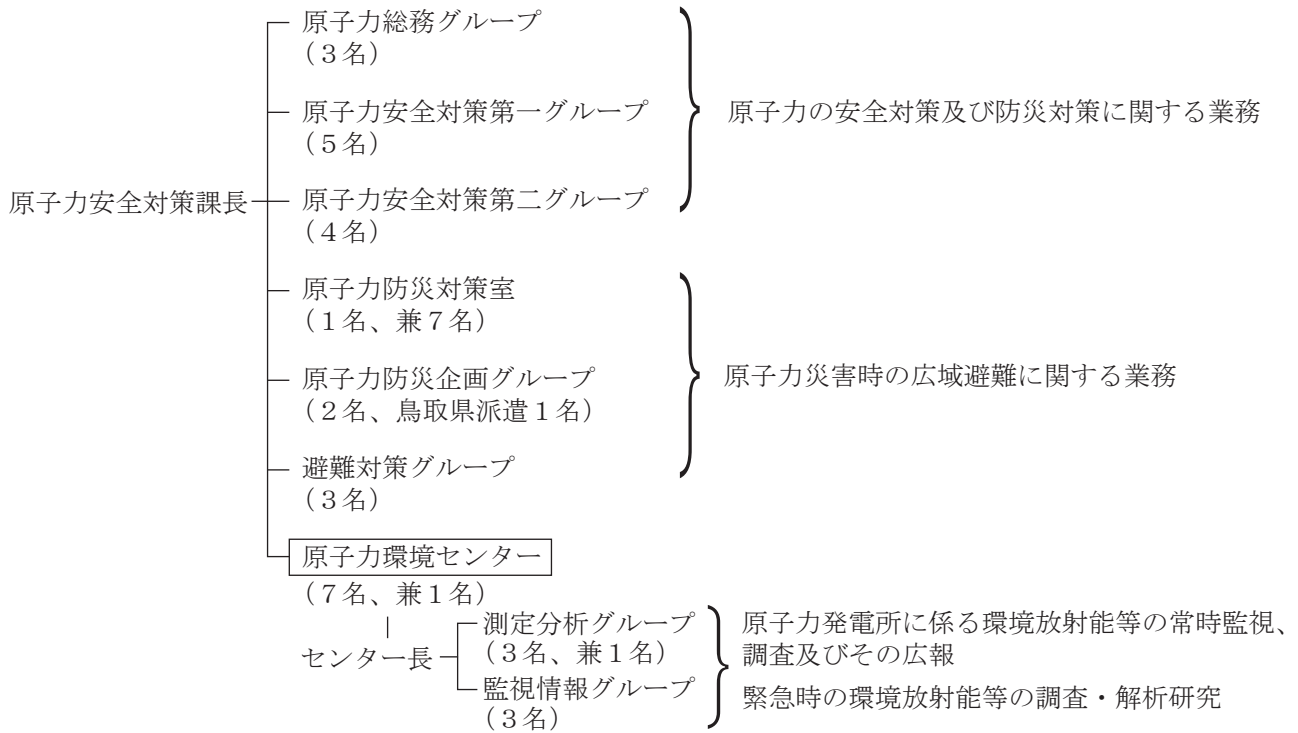 原子力総務グループ
（３名）
原子力安全対策第一グループ
（５名）
原子力の安全対策及び防災対策に関する業務
原子力安全対策課長
原子力安全対策第二グループ
（４名）
原子力防災対策室
（１名、兼７名）
原子力防災企画グループ
（２名、鳥取県派遣１名）
原子力災害時の広域避難に関する業務
避難対策グループ
（３名）
原子力環境センター
（７名、兼１名）
センター長
測定分析グループ
（３名、兼１名）
監視情報グループ
（３名）
原子力発電所に係る環境放射能等の常時監視、
調査及びその広報
緊急時の環境放射能等の調査・解析研究